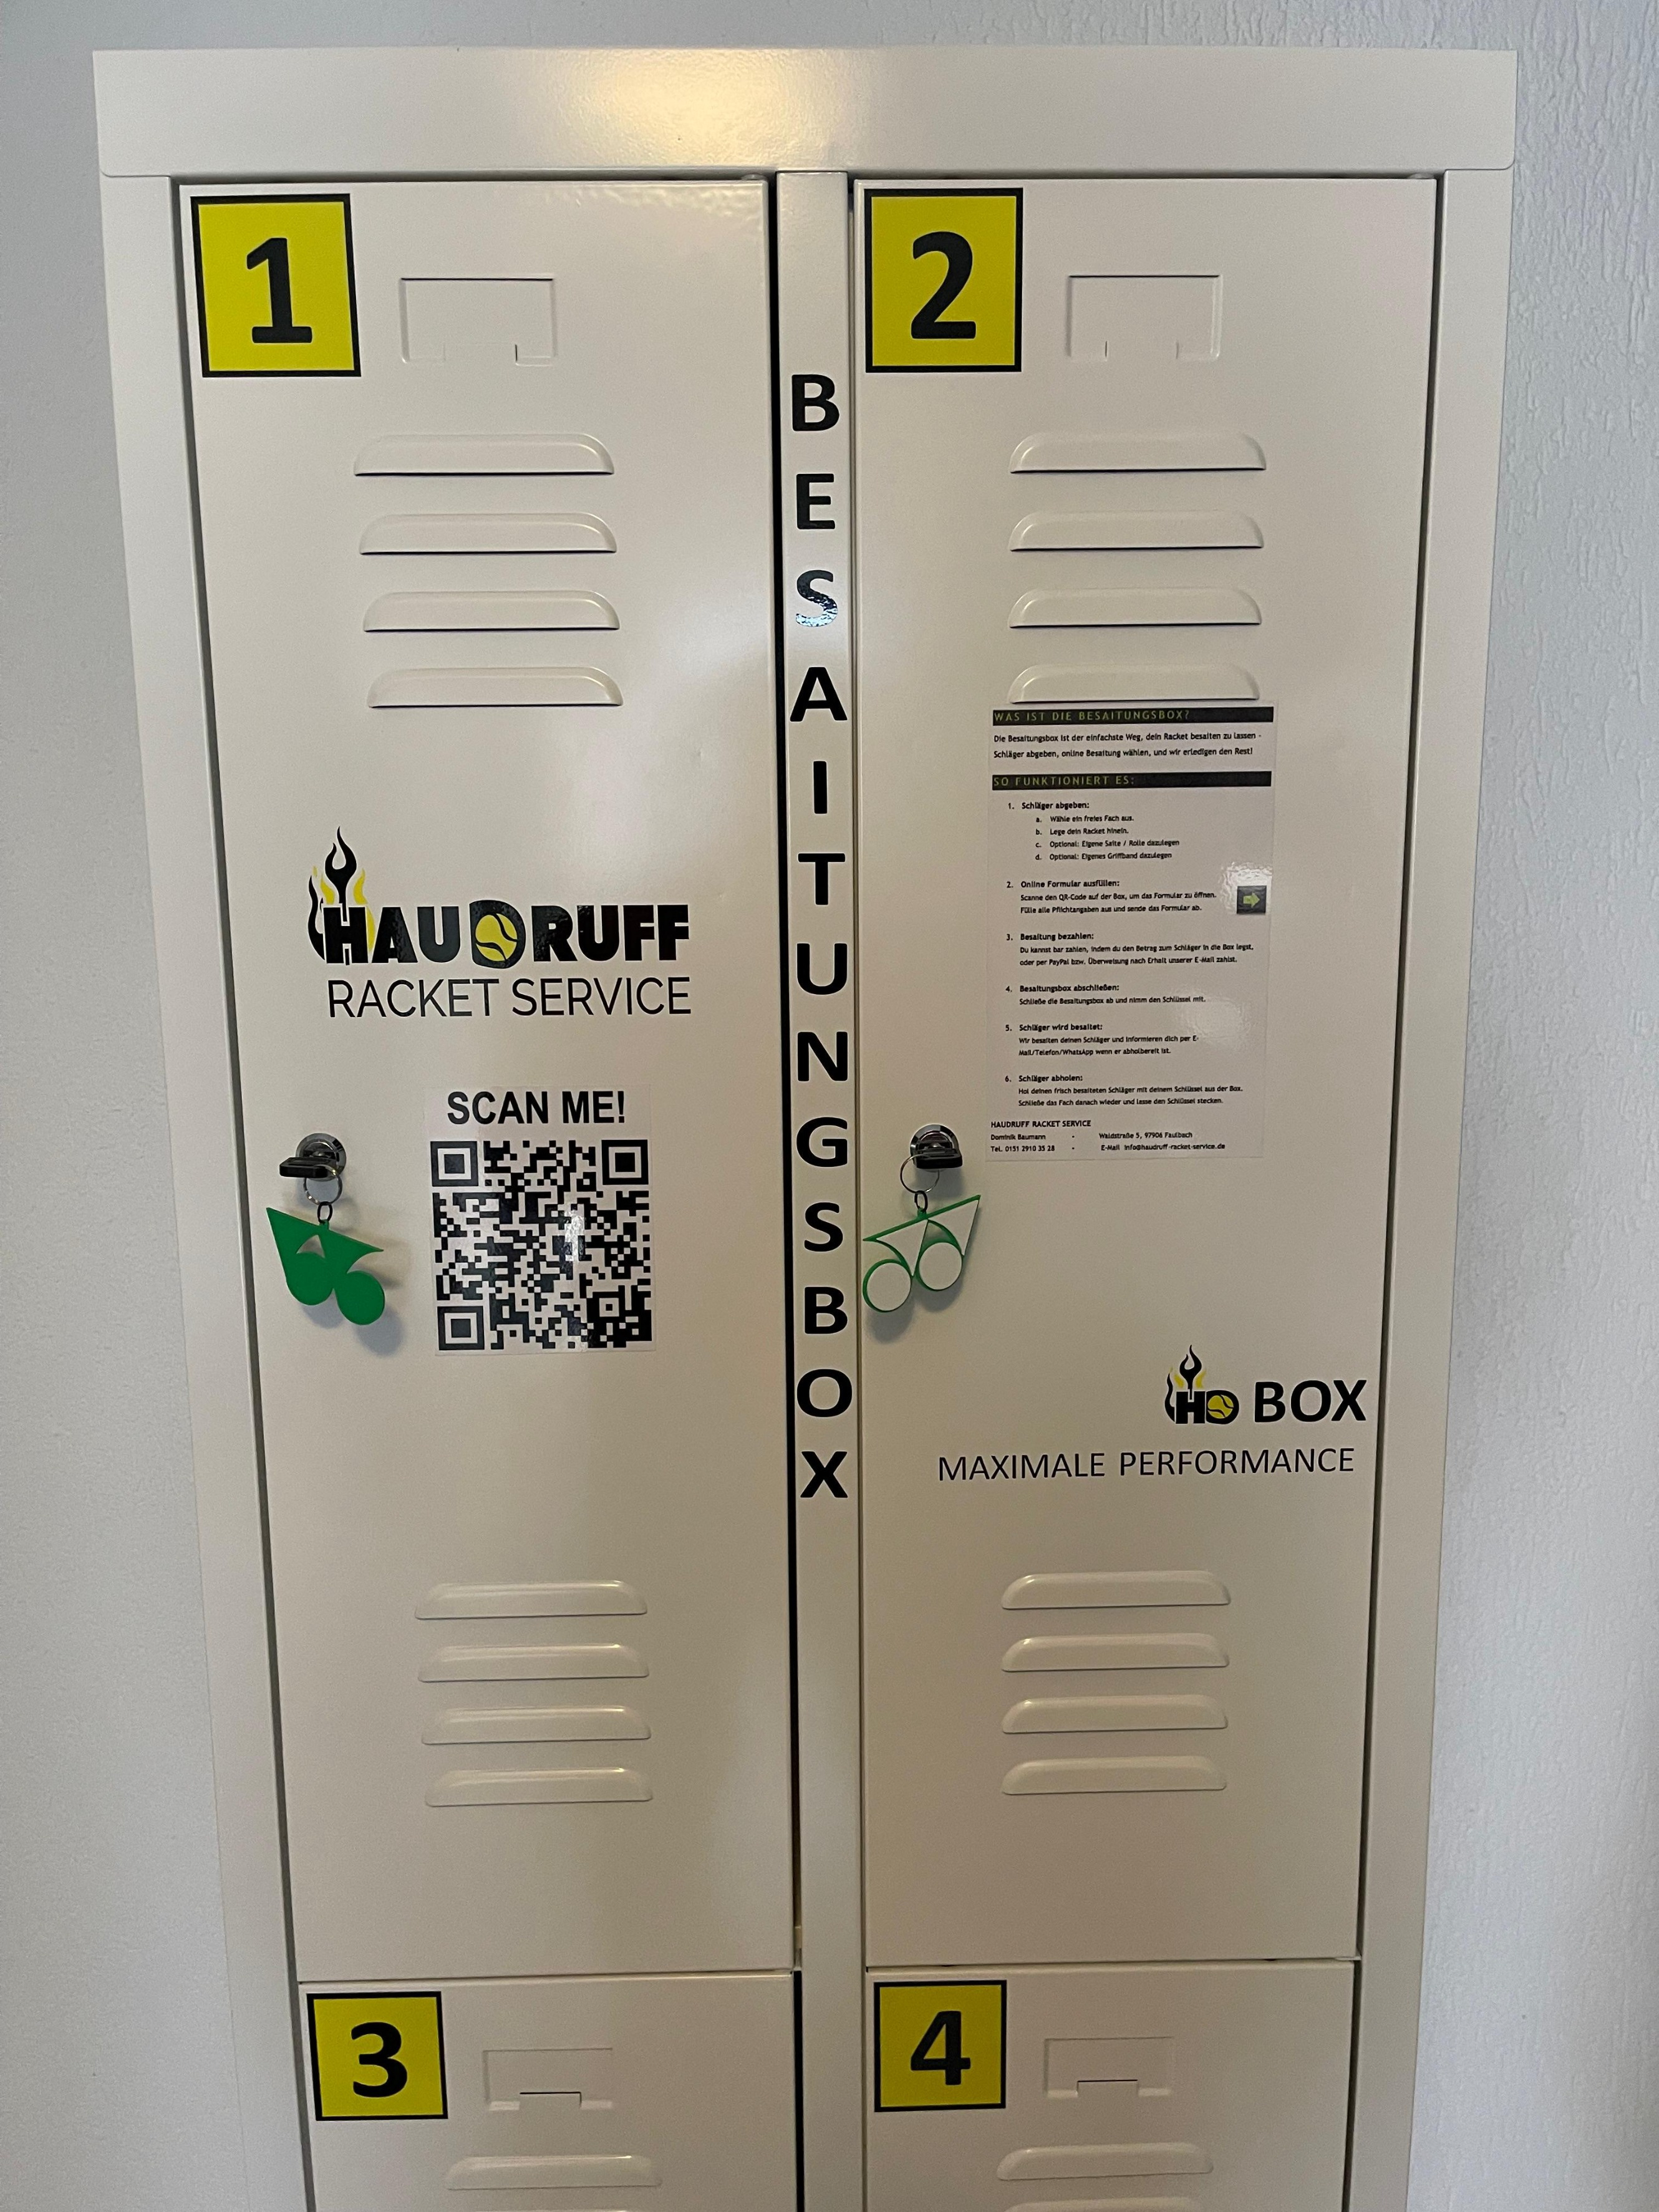 1
2
BESAITUNGSBOX
HAUDRUFF
RACKET SERVICE
SCAN ME!
WAS IST DIE BESAITUNGSBOX?
Die Besaitungsbox ist der einfachste Weg, dein Racket besaiten zu lassen -
Schläger abgeben, online Besaitung wählen, und wir erledigen den Rest!
SO FUNKTIONIERT ES:
1. Schläger abgeben:
a. Wähle ein freies Fach aus.
b. Lege dein Racket hinein.
c. Optional: Eigene Saite / Rolle dazulegen
d. Optional: Eigenes Griffband dazulegen
2. Online Formular ausfüllen:
Scanne den QR-Code auf der Box, um das Formular zu öffnen.
Fülle alle Pflichtangaben aus und sende das Formular ab.
3. Besaitung bezahlen:
Du kannst bar zahlen, indem du den Betrag zum Schläger in die Box legst,
oder per PayPal bzw. Überweisung nach Erhalt unserer E-Mail zahlst.
4. Besaitungsbox abschließen:
Schließe die Besaitungsbox ab und nimm den Schlüssel mit.
5. Schläger wird besaitet:
Wir besaiten deinen Schläger und informieren dich per E-
Mail/Telefon/WhatsApp wenn er abholbereit ist.
6. Schläger abholen:
Hol deinen frisch besaiteten Schläger mit deinem Schlüssel aus der Box.
Schließe das Fach danach wieder und lasse den Schlüssel stecken.
HAUDRUFF RACKET SERVICE
Dominik Baumann - Waldstraße 5, 97906 Faulbach
Tel. 0151 2910 35 28 - E-Mail info@haudruff-racket-service.de
HD BOX
MAXIMALE PERFORMANCE
3
4